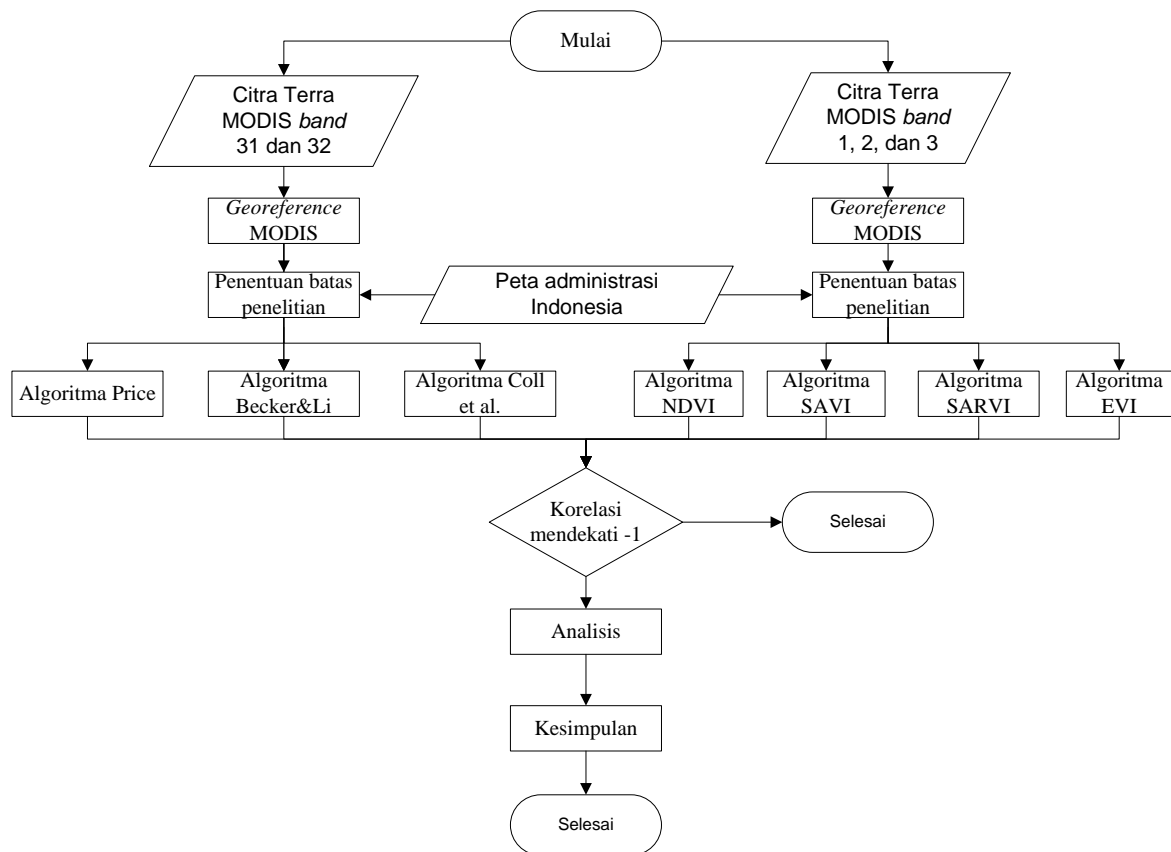 Mulai
Citra Terra
MODIS band
31 dan 32
Citra Terra
MODIS band
1, 2, dan 3
Georeference
MODIS
Georeference
MODIS
Penentuan batas
penelitian
Peta administrasi
Indonesia
Penentuan batas
penelitian
Algoritma Price
Algoritma
Becker&Li
Algoritma Coll
et al.
Algoritma
NDVI
Algoritma
SAVI
Algoritma
SARVI
Algoritma
EVI
Korelasi
mendekati -1
Selesai
Analisis
Kesimpulan
Selesai